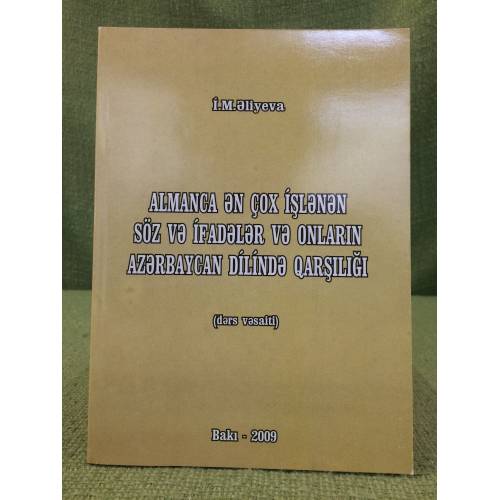 İ.M.Əliyeva
ALMANCA ƏN ÇOX İŞLƏNƏN
SÖZ VƏ İFADƏLƏR VƏ ONLARIN
AZƏRBAYCAN DİLİNDƏ QARŞILIĞI
(dərs vəsaiti)
Bakı - 2009